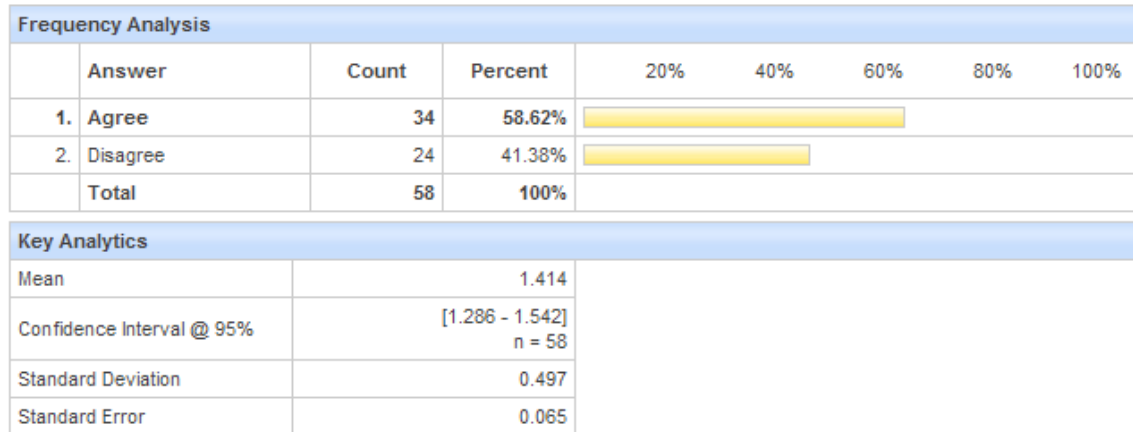 Frequency Analysis
Answer Count Percent 20% 40% 60% 80% 100%
1. Agree 34 58.62%
2. Disagree 24 41.38%
Total 58 100%
Key Analytics
Mean 1.414
Confidence Interval @ 95% [1.286 - 1.542]
n = 58
Standard Deviation 0.497
Standard Error 0.065